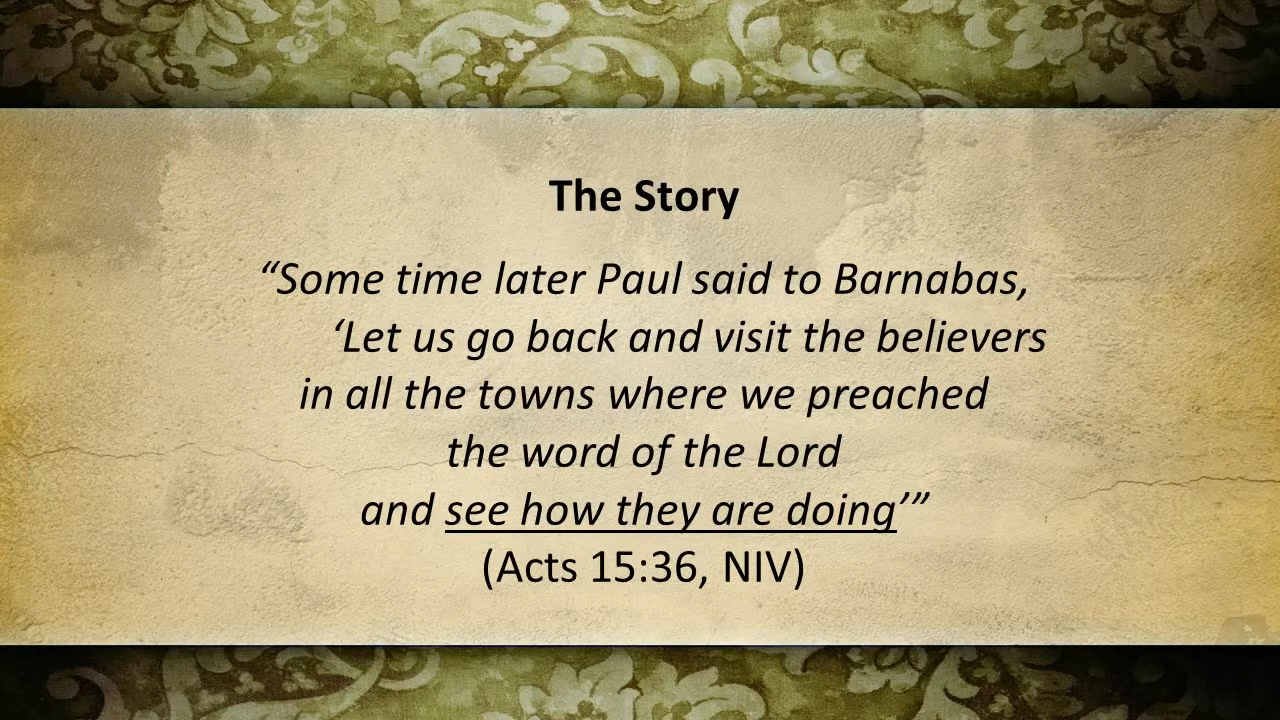 The Story
“Some time later Paul said to Barnabas,
‘Let us go back and visit the believers
in all the towns where we preached
the word of the Lord
and see how they are doing’”
(Acts 15:36, NIV)